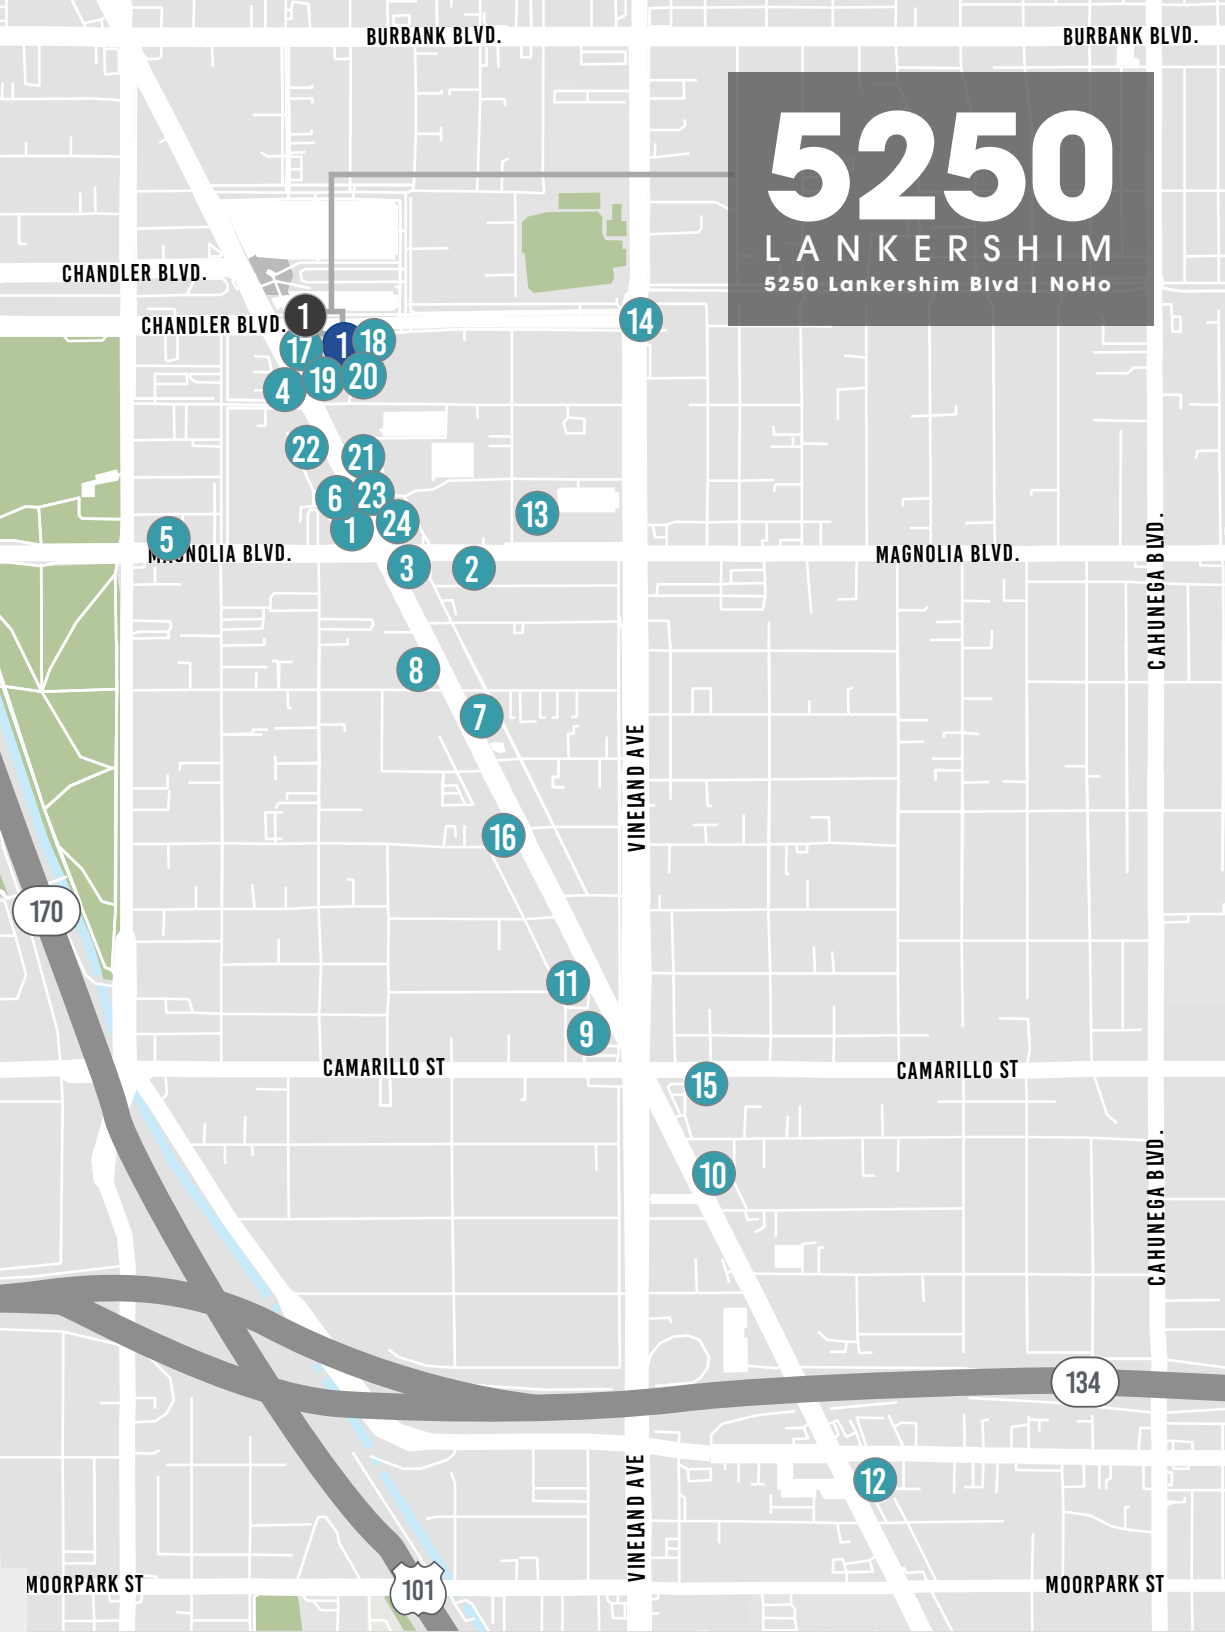 BURBANK BLVD.
BURBANK BLVD.
5250
LANKERSHIM
5250 Lankershim Blvd | NoHo
CHANDLER BLVD.
CHANDLER BLVD.
1
17
1
18
14
4
19
20
22
21
6
23
1
24
13
5
MAGNOLIA BLVD.
3
2
MAGNOLIA BLVD.
CAHUNEGA BLVD.
8
7
VINELAND AVE
16
170
11
9
CAMARILLO ST
CAMARILLO ST
15
10
CAHUNEGA BLVD.
134
12
VINELAND AVE
MOORPARK ST
101
MOORPARK ST